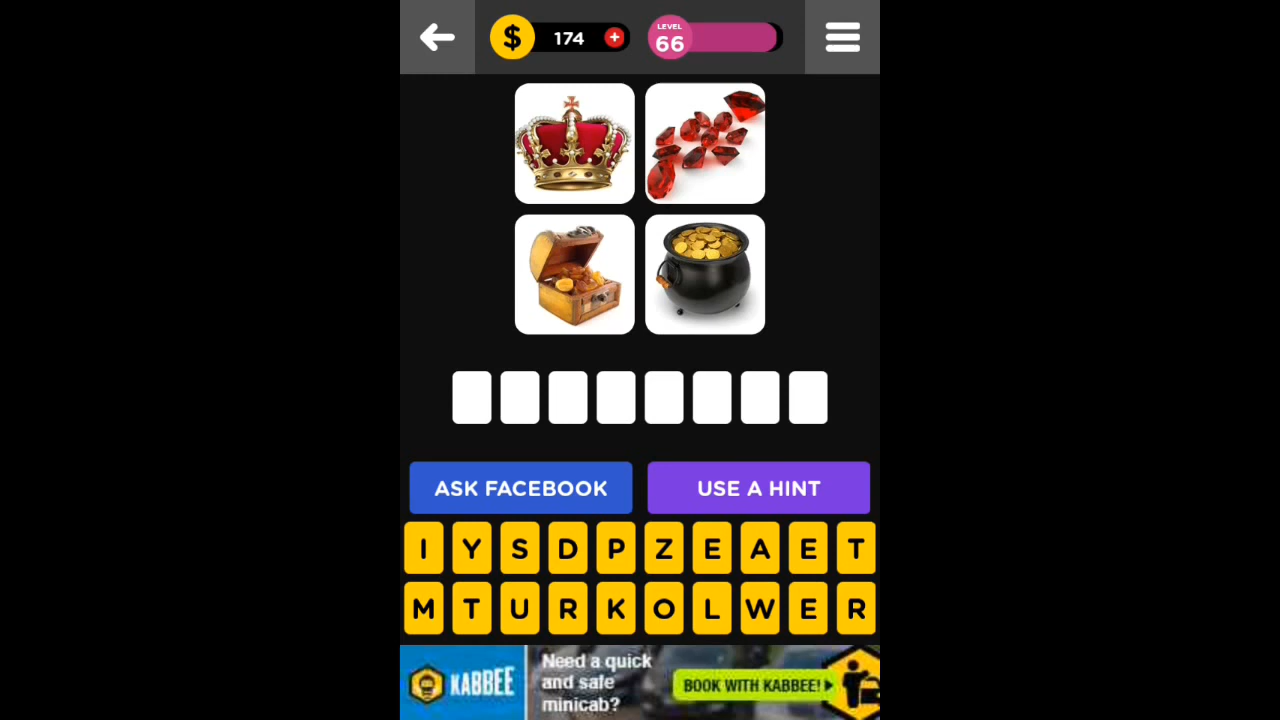 $ 174 +
LEVEL
66
ASK FACEBOOK
USE A HINT
I Y S D P Z E A E T
M T U R K O L W E R
KABBEE
Need a quick
and safe
minicab?
BOOK WITH KABBEE!